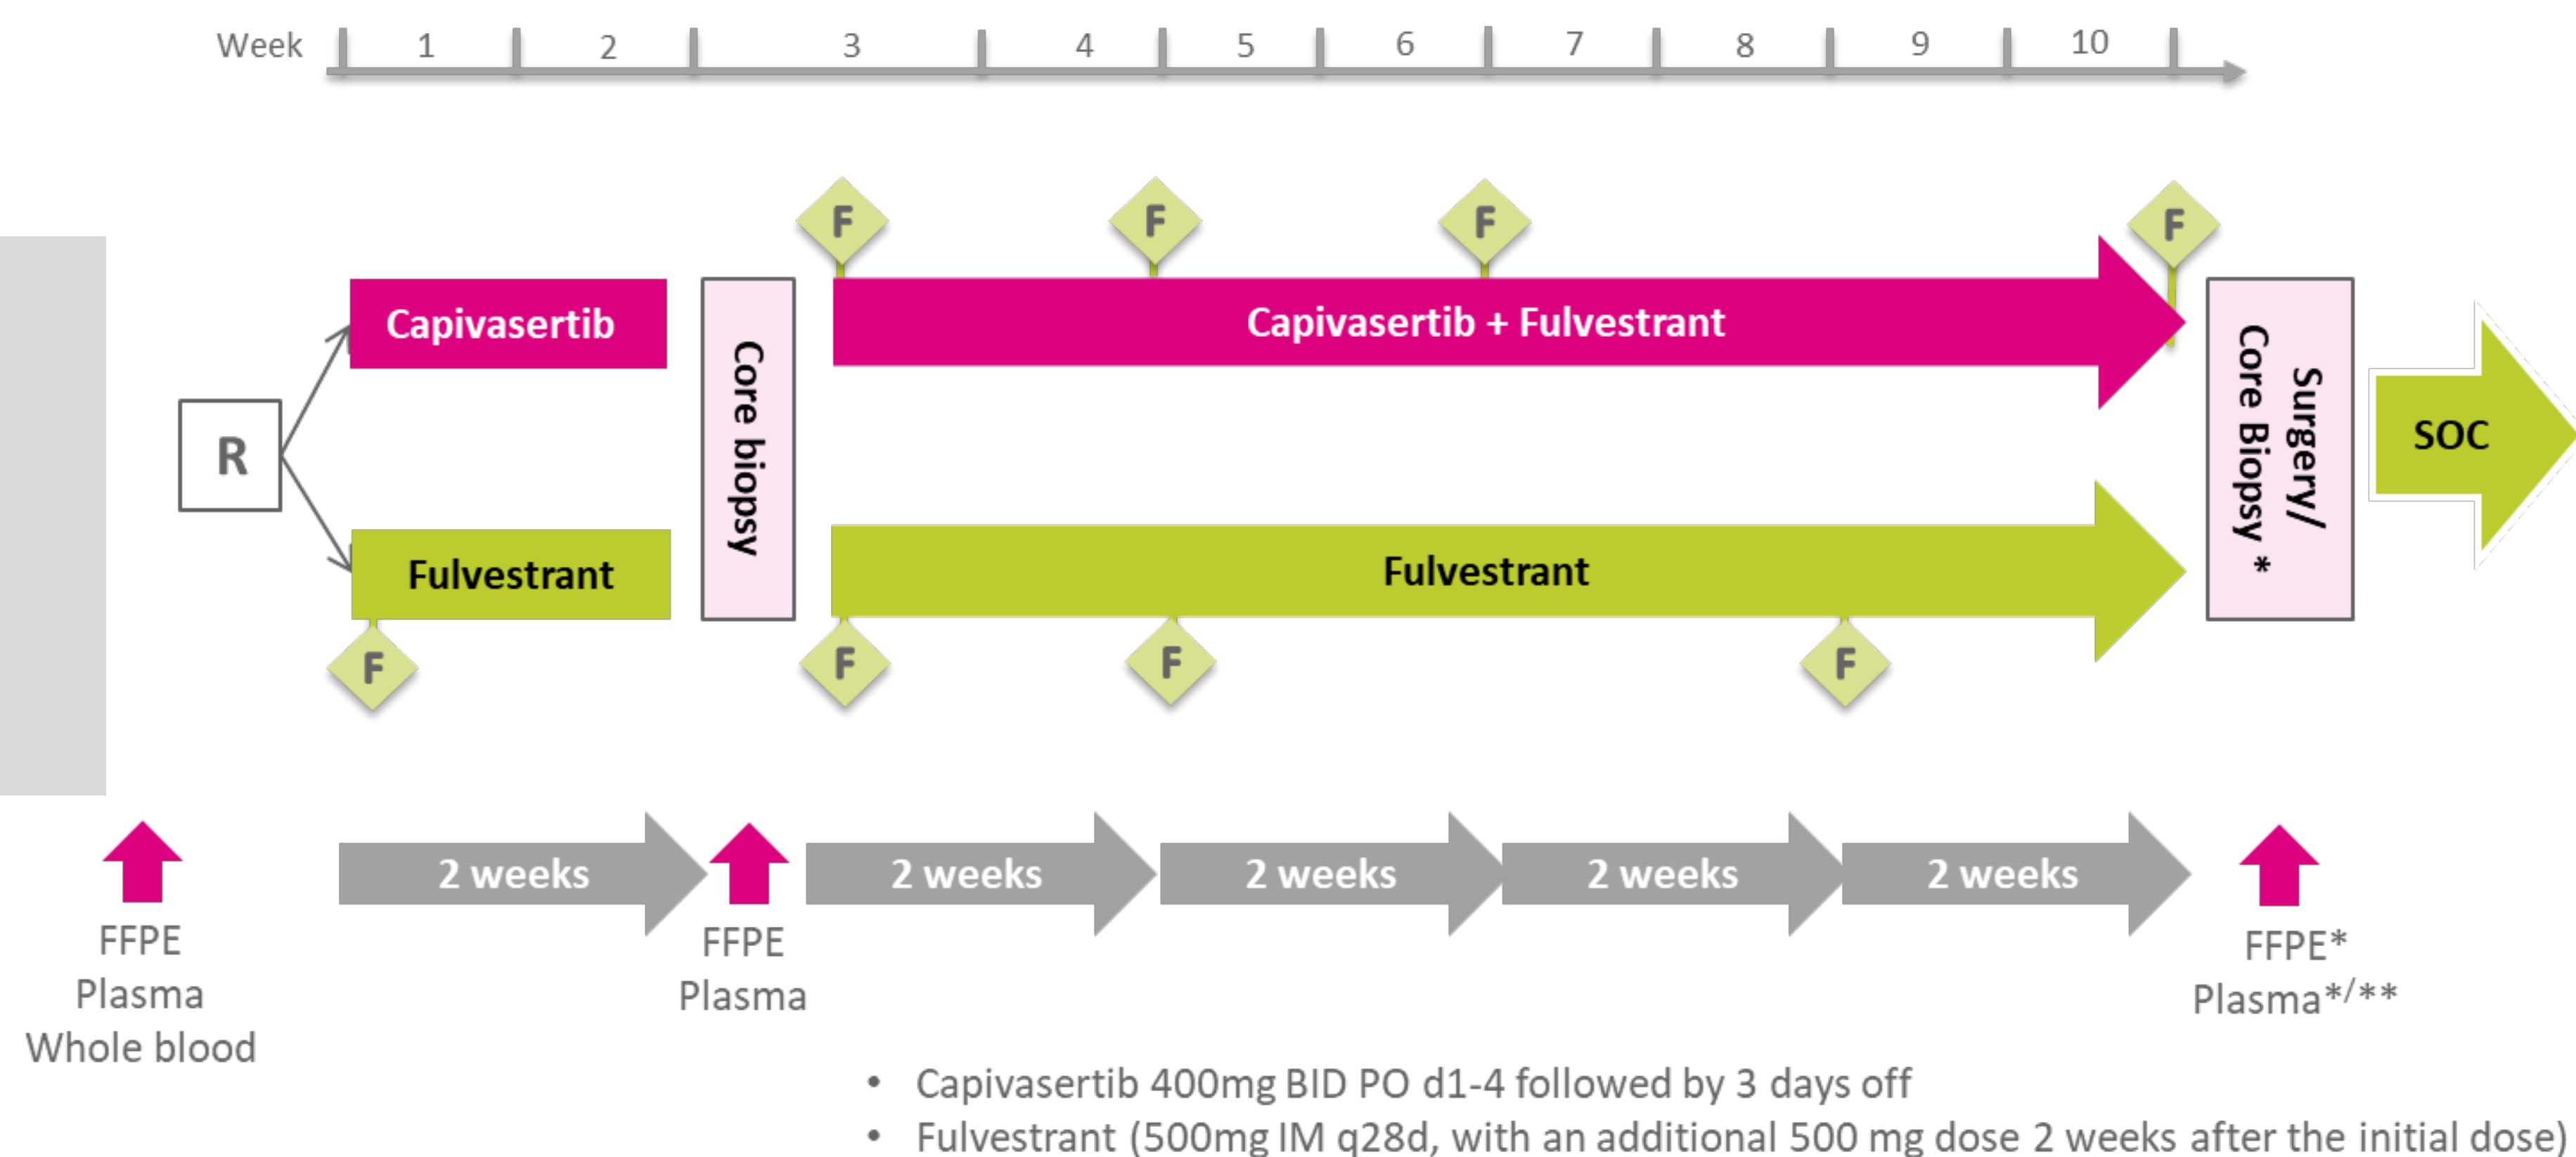 Week 1 2 3 4 5 6 7 8 9 10
F F F F
Capivasertib
Capivasertib + Fulvestrant
R
Core biopsy
Surgery/
Core Biopsy *
SOC
Fulvestrant
Fulvestrant
F F F F
2 weeks 2 weeks 2 weeks 2 weeks 2 weeks
FFPE
Plasma
Whole blood
FFPE
Plasma
FFPE*
Plasma*/**
• Capivasertib 400mg BID PO d1-4 followed by 3 days off
• Fulvestrant (500mg IM q28d, with an additional 500 mg dose 2 weeks after the initial dose)